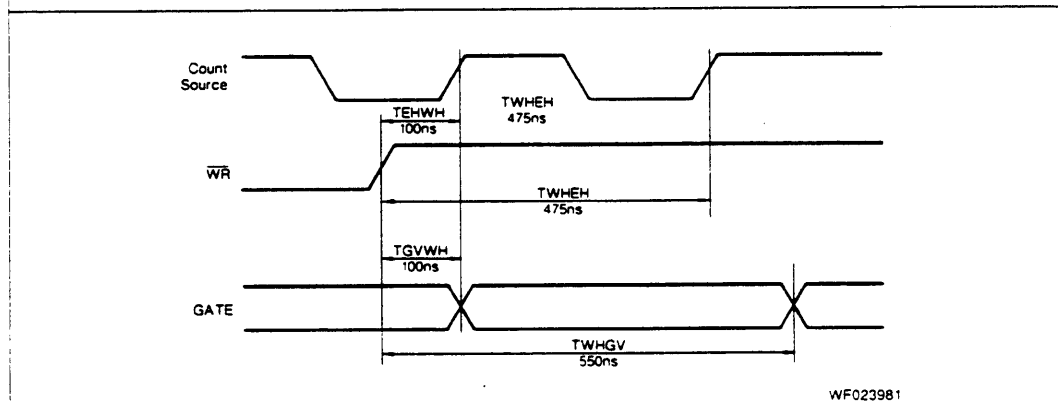 Count
Source
TEHWH
100ns
TWHEH
475ns
WR
TWHEH
475ns
TGVWH
100ns
GATE
TWHGV
550ns
WF023981